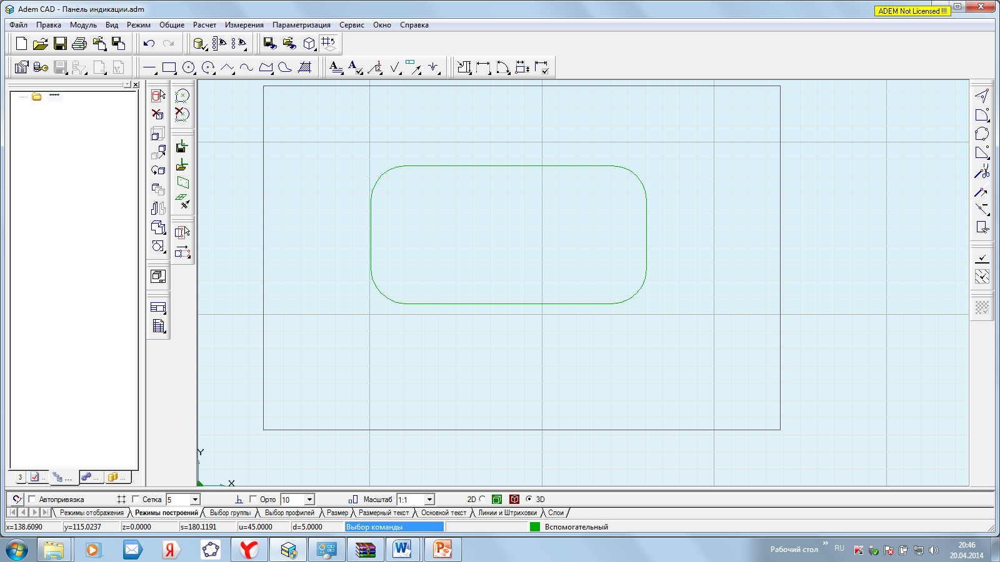 Adem CAD - Панель индикации.adm
ADEM Not Licensed !!!
Файл Правка Модуль Вид Режим Общие Расчет Измерения Параметризация Сервис Окно Справка
****
Y
X
3 .. ... ... ...
Автопривязка Сетка 5 Орто 10 Масштаб 1:1 2D 3D
Режимы отображения Режимы построений Выбор группы Выбор профилей Размер Размерный текст Основной текст Линии и Штриховки Слои
x=138.6090 y=115.0237 z=0.0000 s=180.1191 u=45.0000 d=5.0000 Выбор команды Вспомогательный
Рабочий стол » RU 20:46
20.04.2014